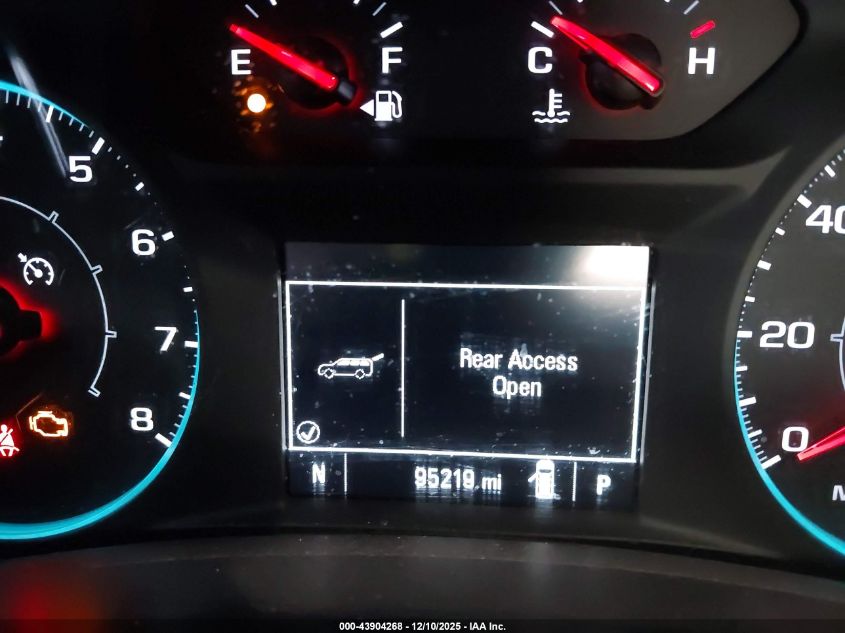 E F
C H
5
6
7
8
40
20
0
Rear Access
Open
N 95219 mi P
000-43904268 - 12/10/2025 - IAA Inc.